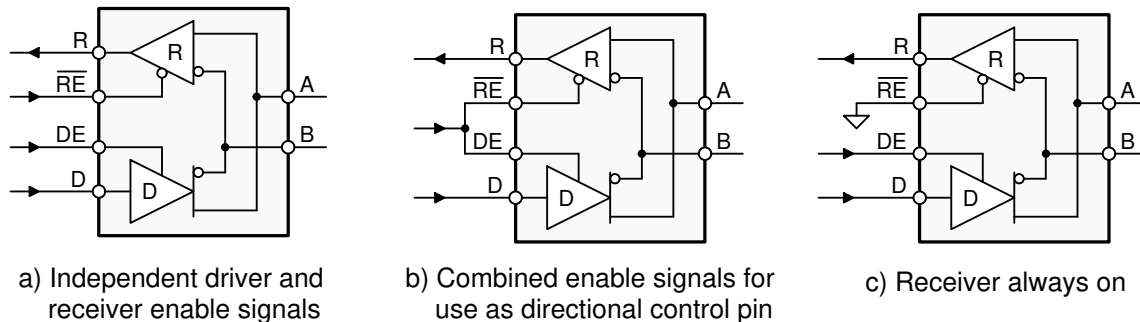 R
R
RE
A
DE
B
D
D
a) Independent driver and
receiver enable signals
R
R
RE
A
DE
B
D
D
b) Combined enable signals for
use as directional control pin
R
R
RE
A
DE
B
D
D
c) Receiver always on